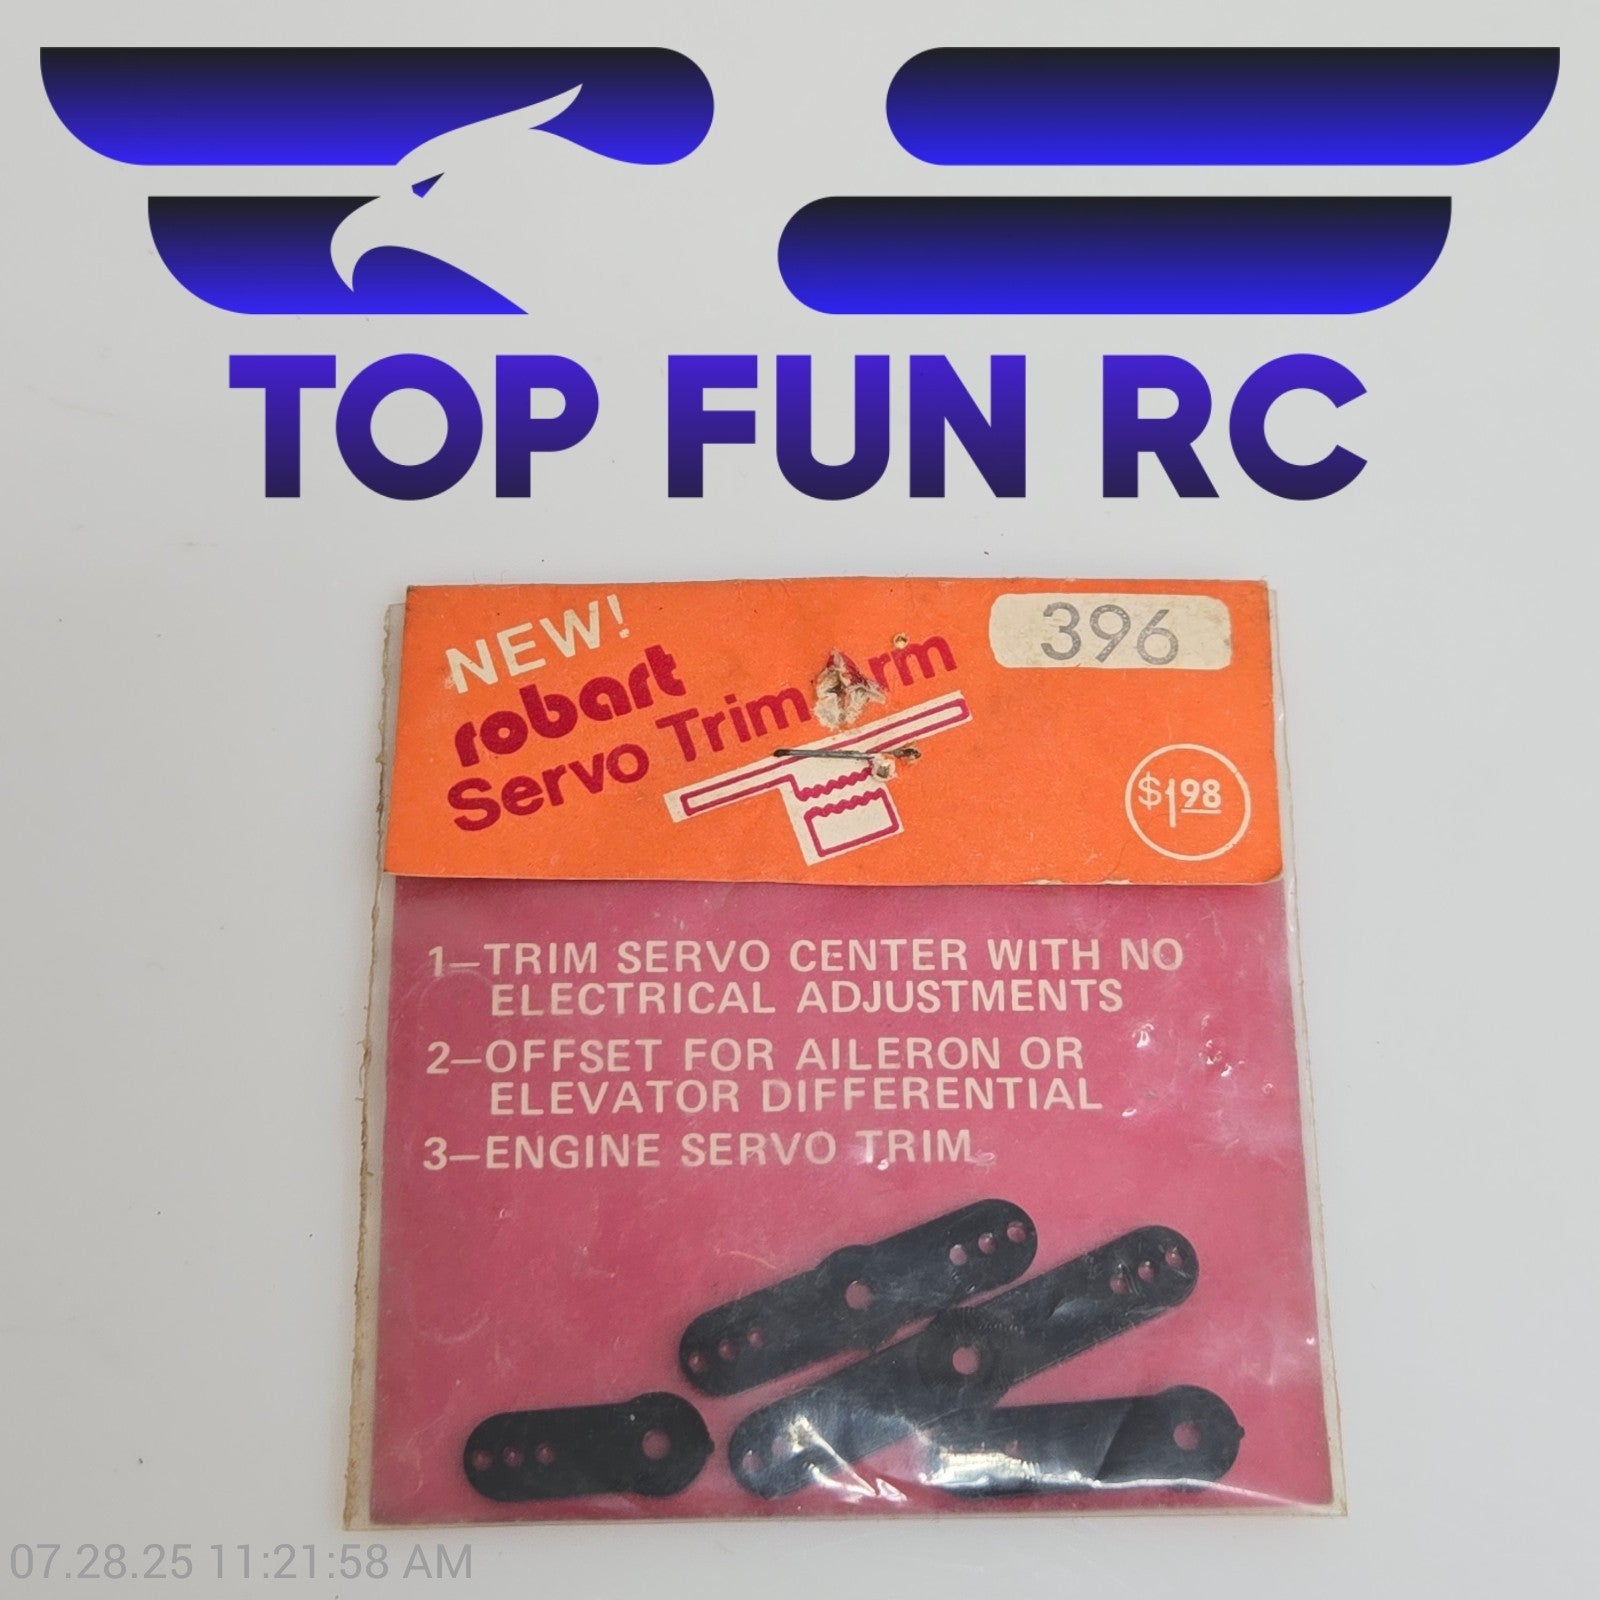 TOP FUN RC
NEW!
396
robart
Servo Trim Arm
$1.98
1—TRIM SERVO CENTER WITH NO
ELECTRICAL ADJUSTMENTS
2—OFFSET FOR AILERON OR
ELEVATOR DIFFERENTIAL
3—ENGINE SERVO TRIM
07.28.25 11:21:58 AM